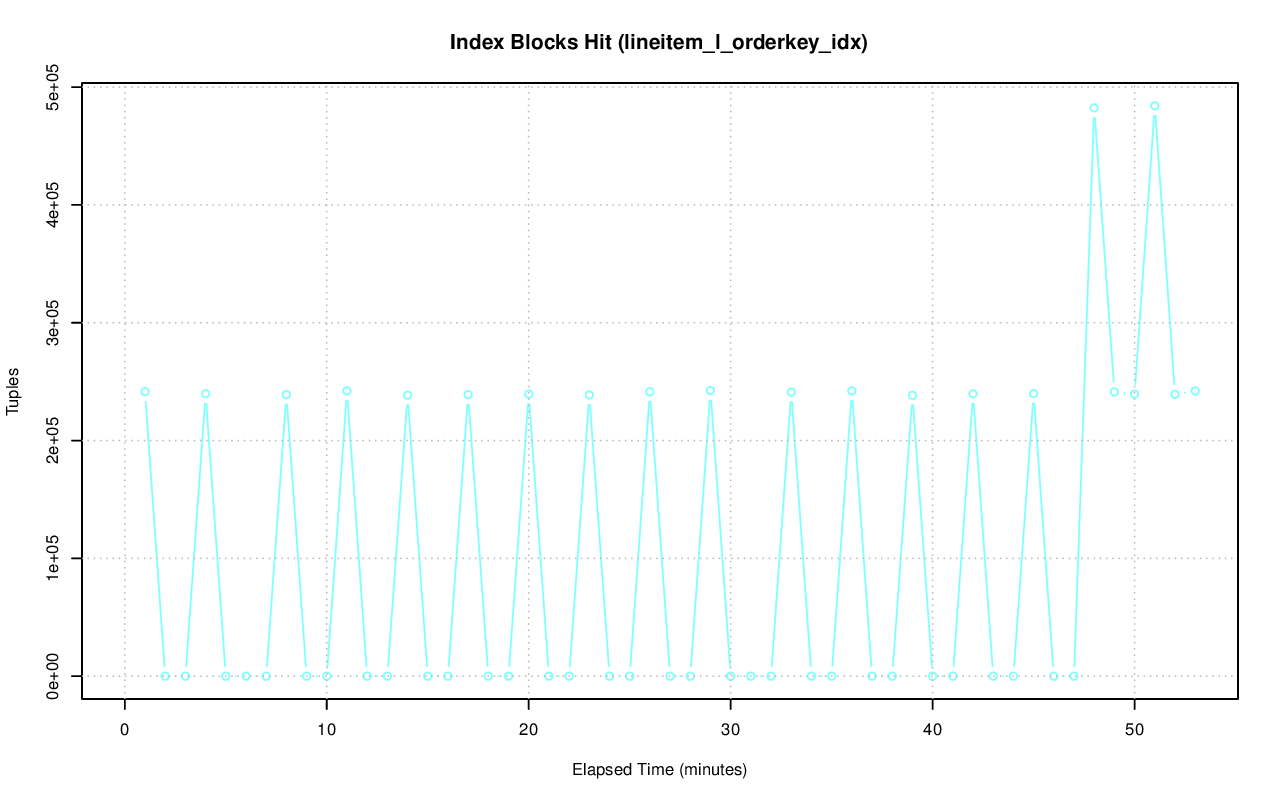 Index Blocks Hit (lineitem_l_orderkey_idx)
5e+05
4e+05
3e+05
2e+05
1e+05
0e+00
Tuples
0 10 20 30 40 50
Elapsed Time (minutes)